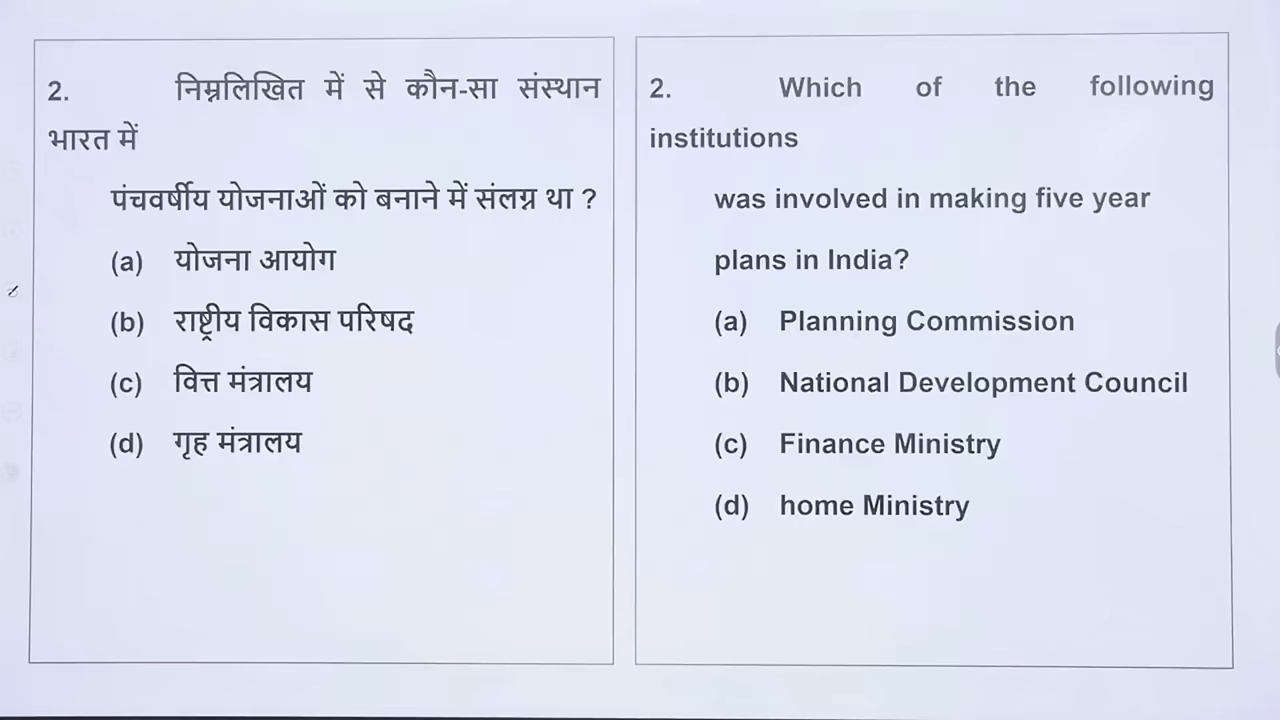 2. निम्नलिखित में से कौन-सा संस्थान
भारत में
पंचवर्षीय योजनाओं को बनाने में संलग्न था ?
(a) योजना आयोग
(b) राष्ट्रीय विकास परिषद
(c) वित्त मंत्रालय
(d) गृह मंत्रालय
2. Which of the following
institutions
was involved in making five year
plans in India?
(a) Planning Commission
(b) National Development Council
(c) Finance Ministry
(d) home Ministry